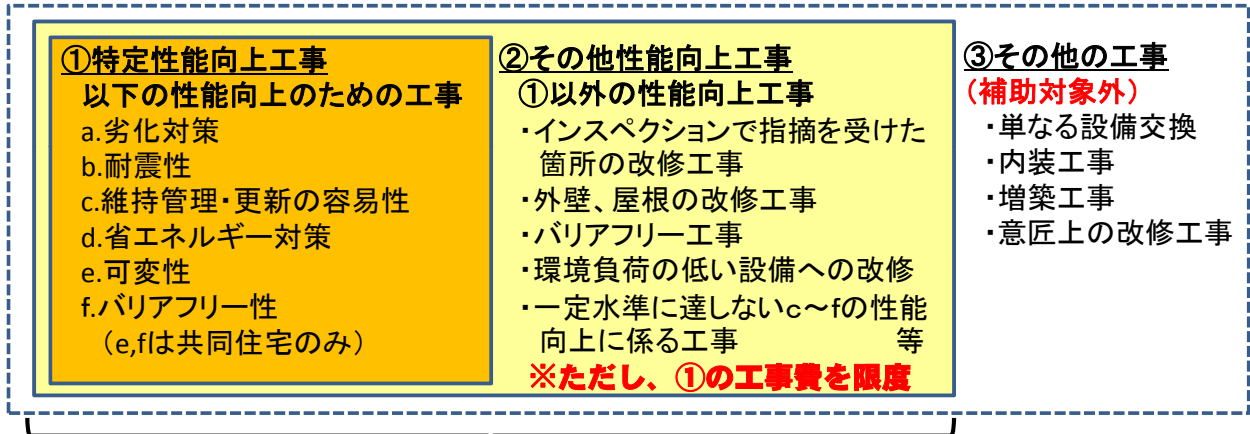 ①特定性能向上工事
以下の性能向上のための工事
a.劣化対策
b.耐震性
c.維持管理・更新の容易性
d.省エネルギー対策
e.可変性
f.バリアフリー性
（e,fは共同住宅のみ）
②その他性能向上工事
①以外の性能向上工事
・インスペクションで指摘を受けた
箇所の改修工事
・外壁、屋根の改修工事
・バリアフリー工事
・環境負荷の低い設備への改修
・一定水準に達しないｃ～ｆの性能
向上に係る工事　　　　　　等
※ただし、①の工事費を限度
③その他の工事
（補助対象外）
・単なる設備交換
・内装工事
・増築工事
・意匠上の改修工事